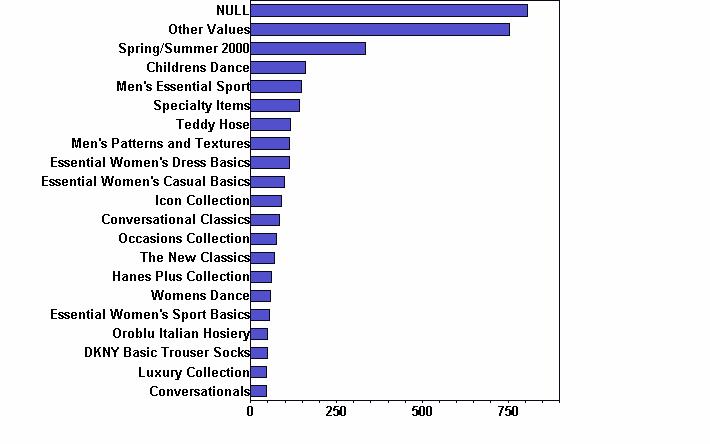 NULL
Other Values
Spring/Summer 2000
Childrens Dance
Men's Essential Sport
Specialty Items
Teddy Hose
Men's Patterns and Textures
Essential Women's Dress Basics
Essential Women's Casual Basics
Icon Collection
Conversational Classics
Occasions Collection
The New Classics
Hanes Plus Collection
Womens Dance
Essential Women's Sport Basics
Oroblu Italian Hosiery
DKNY Basic Trouser Socks
Luxury Collection
Conversationals
0 250 500 750